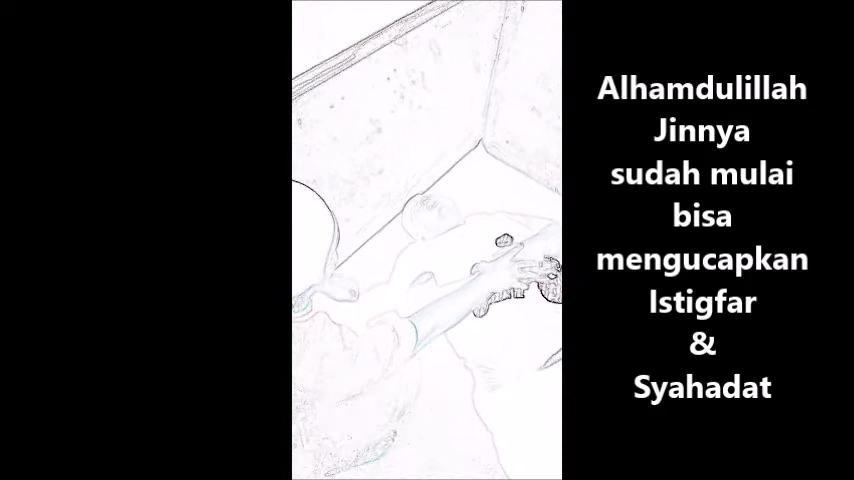 Alhamdulillah
Jinnya
sudah mulai
bisa
mengucapkan
Istigfar
&
Syahadat